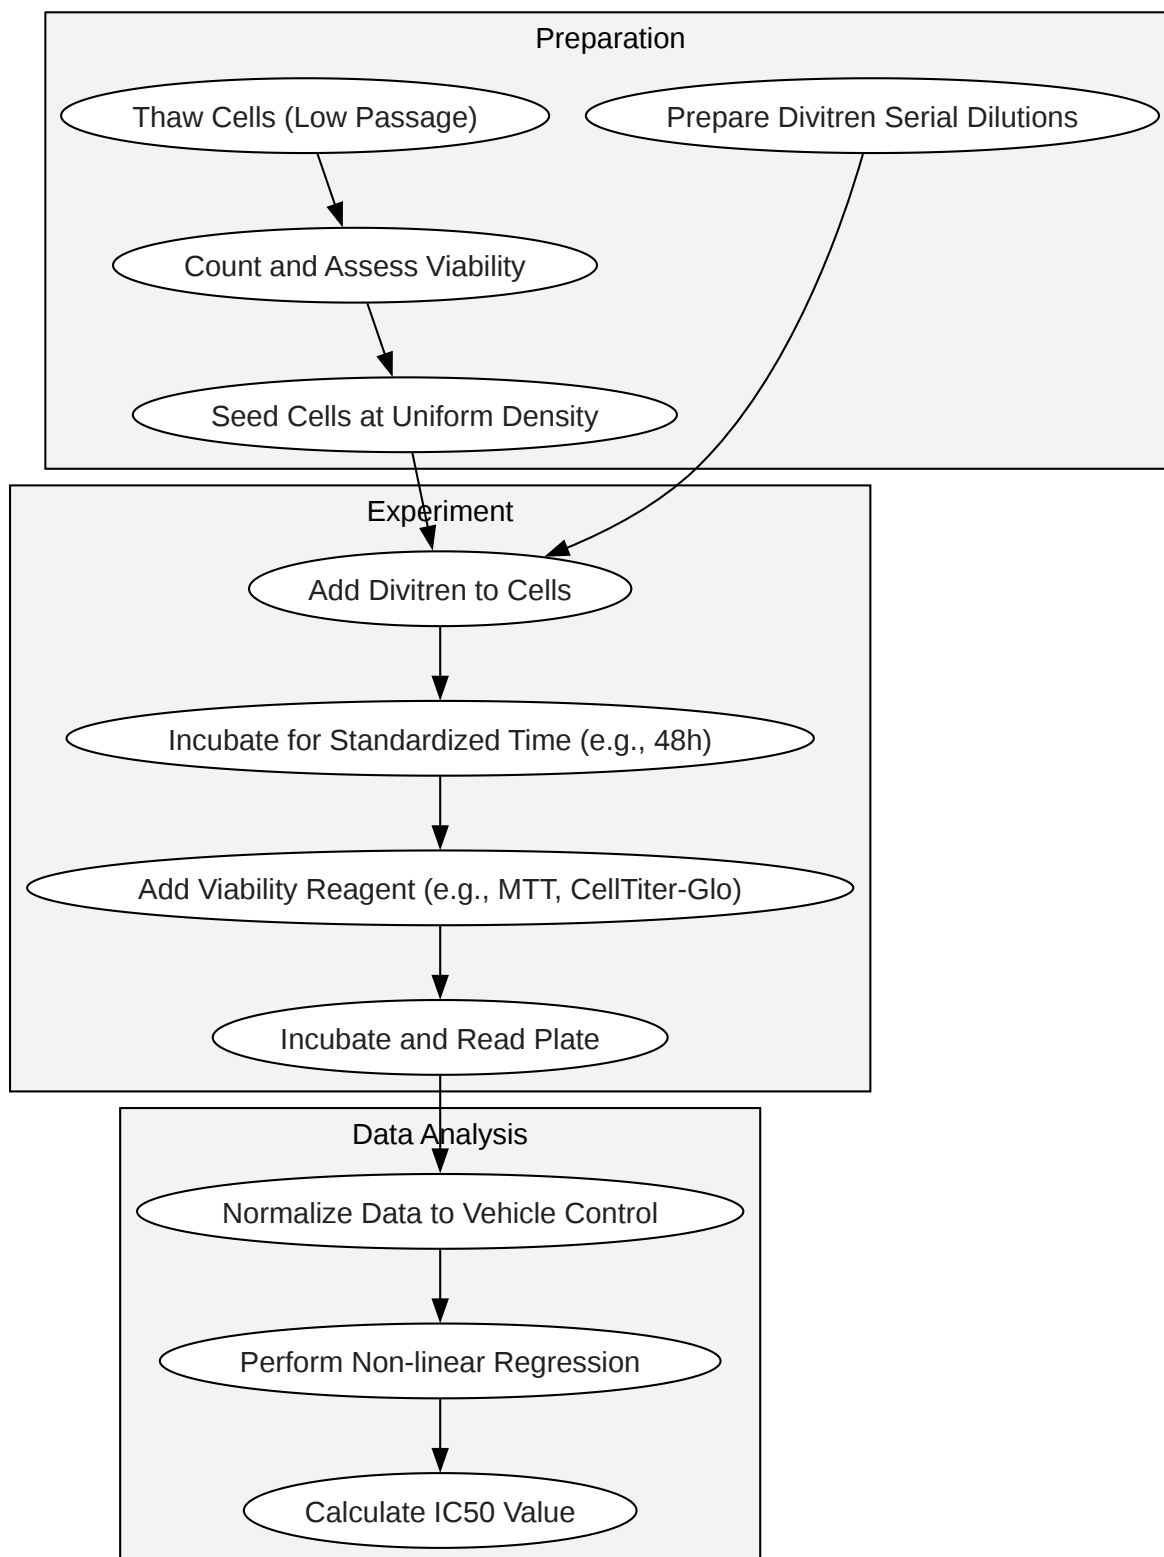 Preparation
Thaw Cells (Low Passage)
Prepare Divitren Serial Dilutions
Count and Assess Viability
Seed Cells at Uniform Density
Experiment
Add Divitren to Cells
Incubate for Standardized Time (e.g., 48h)
Add Viability Reagent (e.g., MTT, CellTiter-Glo)
Incubate and Read Plate
Data Analysis
Normalize Data to Vehicle Control
Perform Non-linear Regression
Calculate IC50 Value